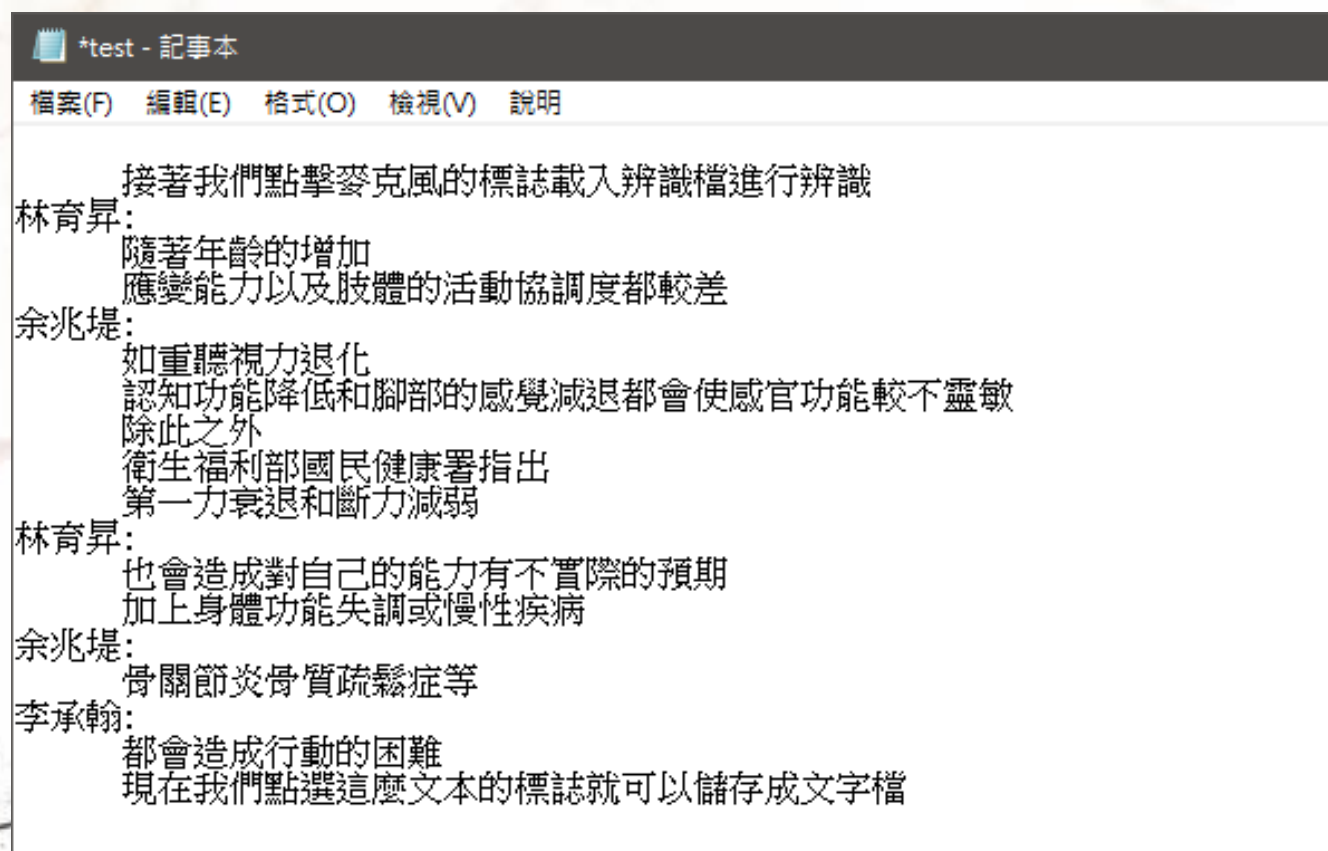 *test - 記事本
檔案(F) 編輯(E) 格式(O) 檢視(V) 說明
接著我們點擊麥克風的標誌載入辨識檔進行辨識
林育昇:
隨著年齡的增加
應變能力以及肢體的活動協調度都較差
余兆堤:
如重聽視力退化
認知功能降低和腳部的感覺減退都會使感官功能較不靈敏
除此之外
衛生福利部國民健康署指出
第一力衰退和斷力減弱
林育昇:
也會造成對自己的能力有不實際的預期
加上身體功能失調或慢性疾病
余兆堤:
骨關節炎骨質疏鬆症等
李承翰:
都會造成行動的困難
現在我們點選這麼文本的標誌就可以儲存成文字檔